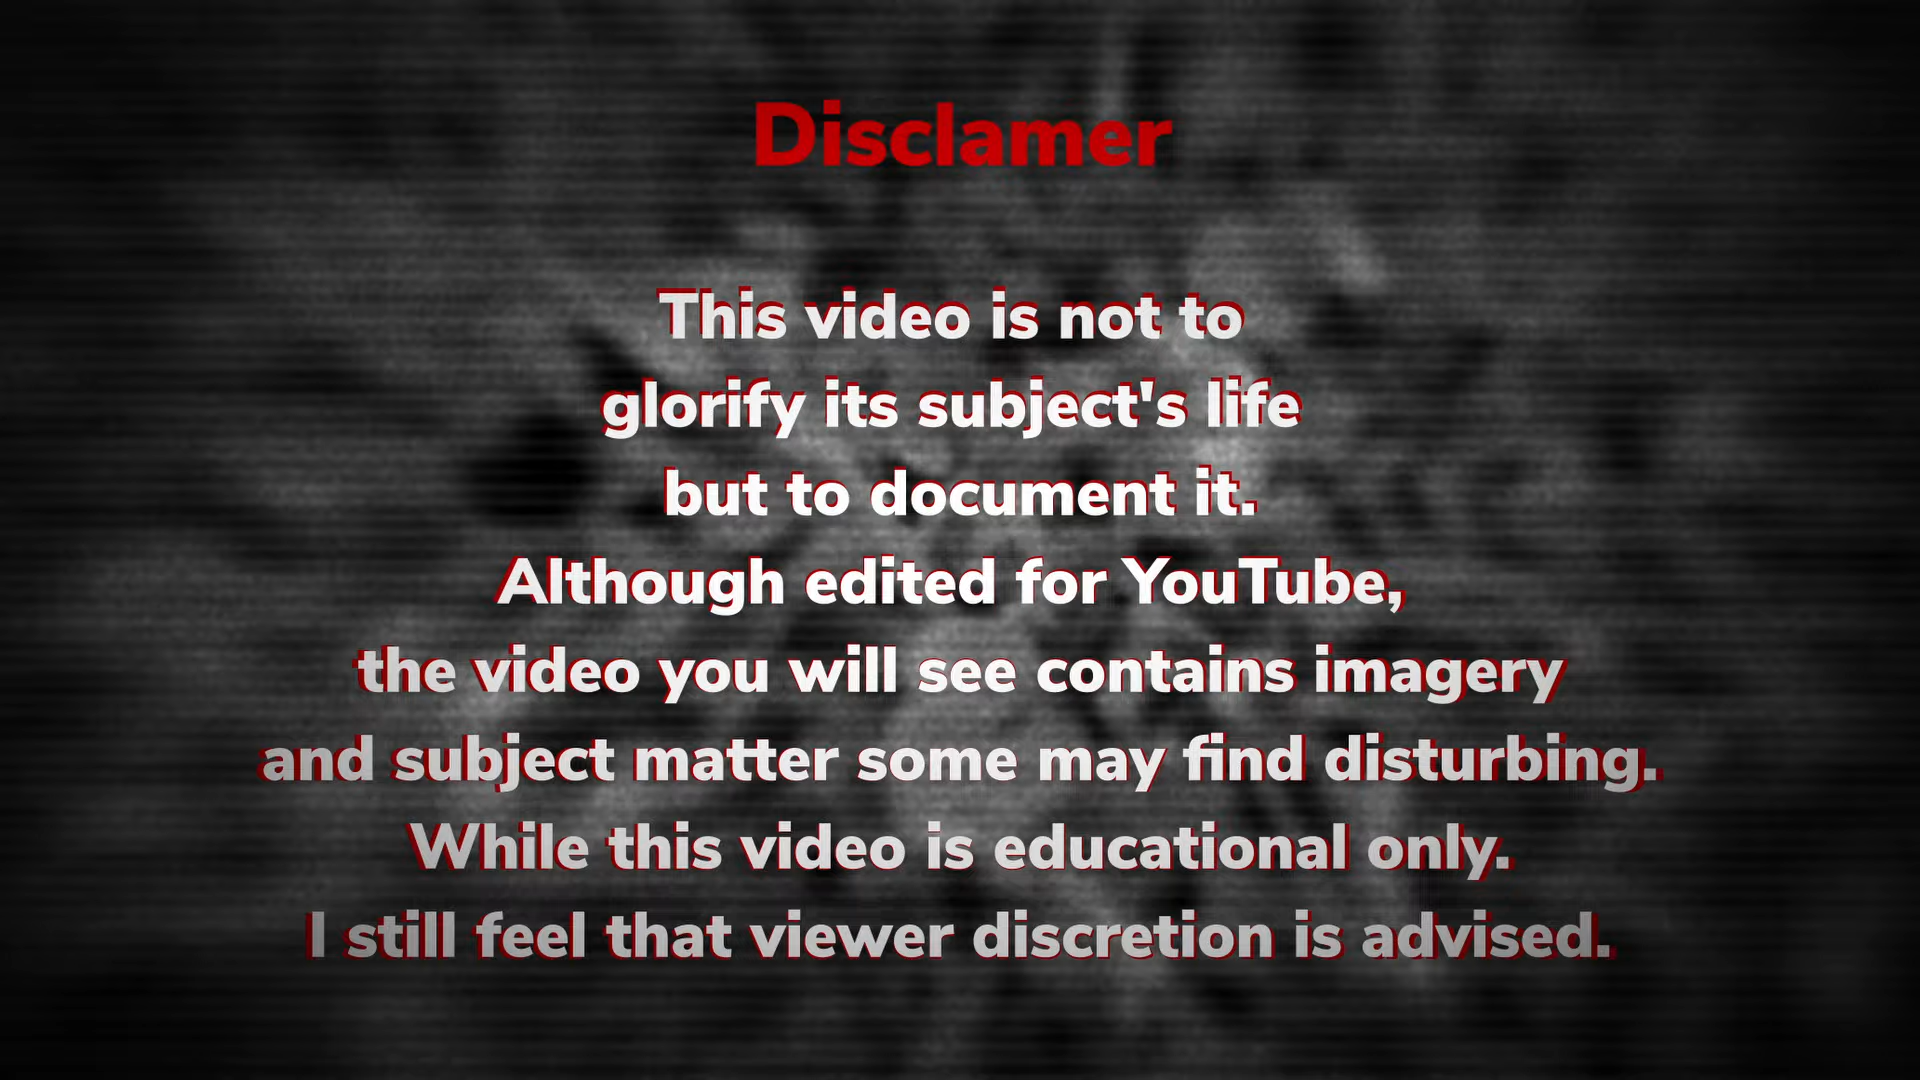 Disclamer
This video is not to
glorify its subject's life
but to document it.
Although edited for YouTube,
the video you will see contains imagery
and subject matter some may find disturbing.
While this video is educational only.
I still feel that viewer discretion is advised.